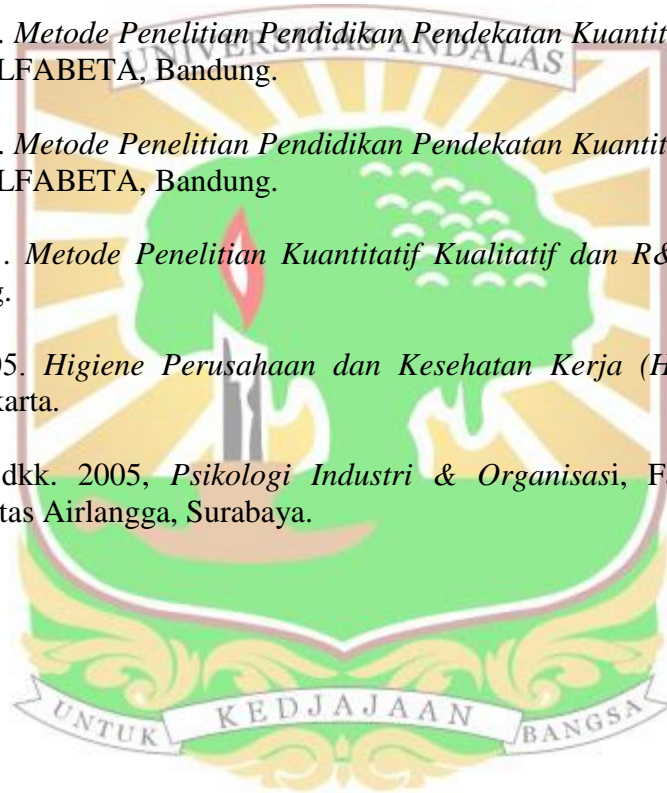 . Metode Penelitian Pendidikan Pendekatan Kuantit
UNIVERSITAS ANDALAS
LFABETA, Bandung.
. Metode Penelitian Pendidikan Pendekatan Kuantit
LFABETA, Bandung.
. Metode Penelitian Kuantitatif Kualitatif dan R&
g.
05. Higiene Perusahaan dan Kesehatan Kerja (H
karta.
dkk. 2005, Psikologi Industri & Organisasi, F
tas Airlangga, Surabaya.
UNTUK KEDJAJAAN BANGSA